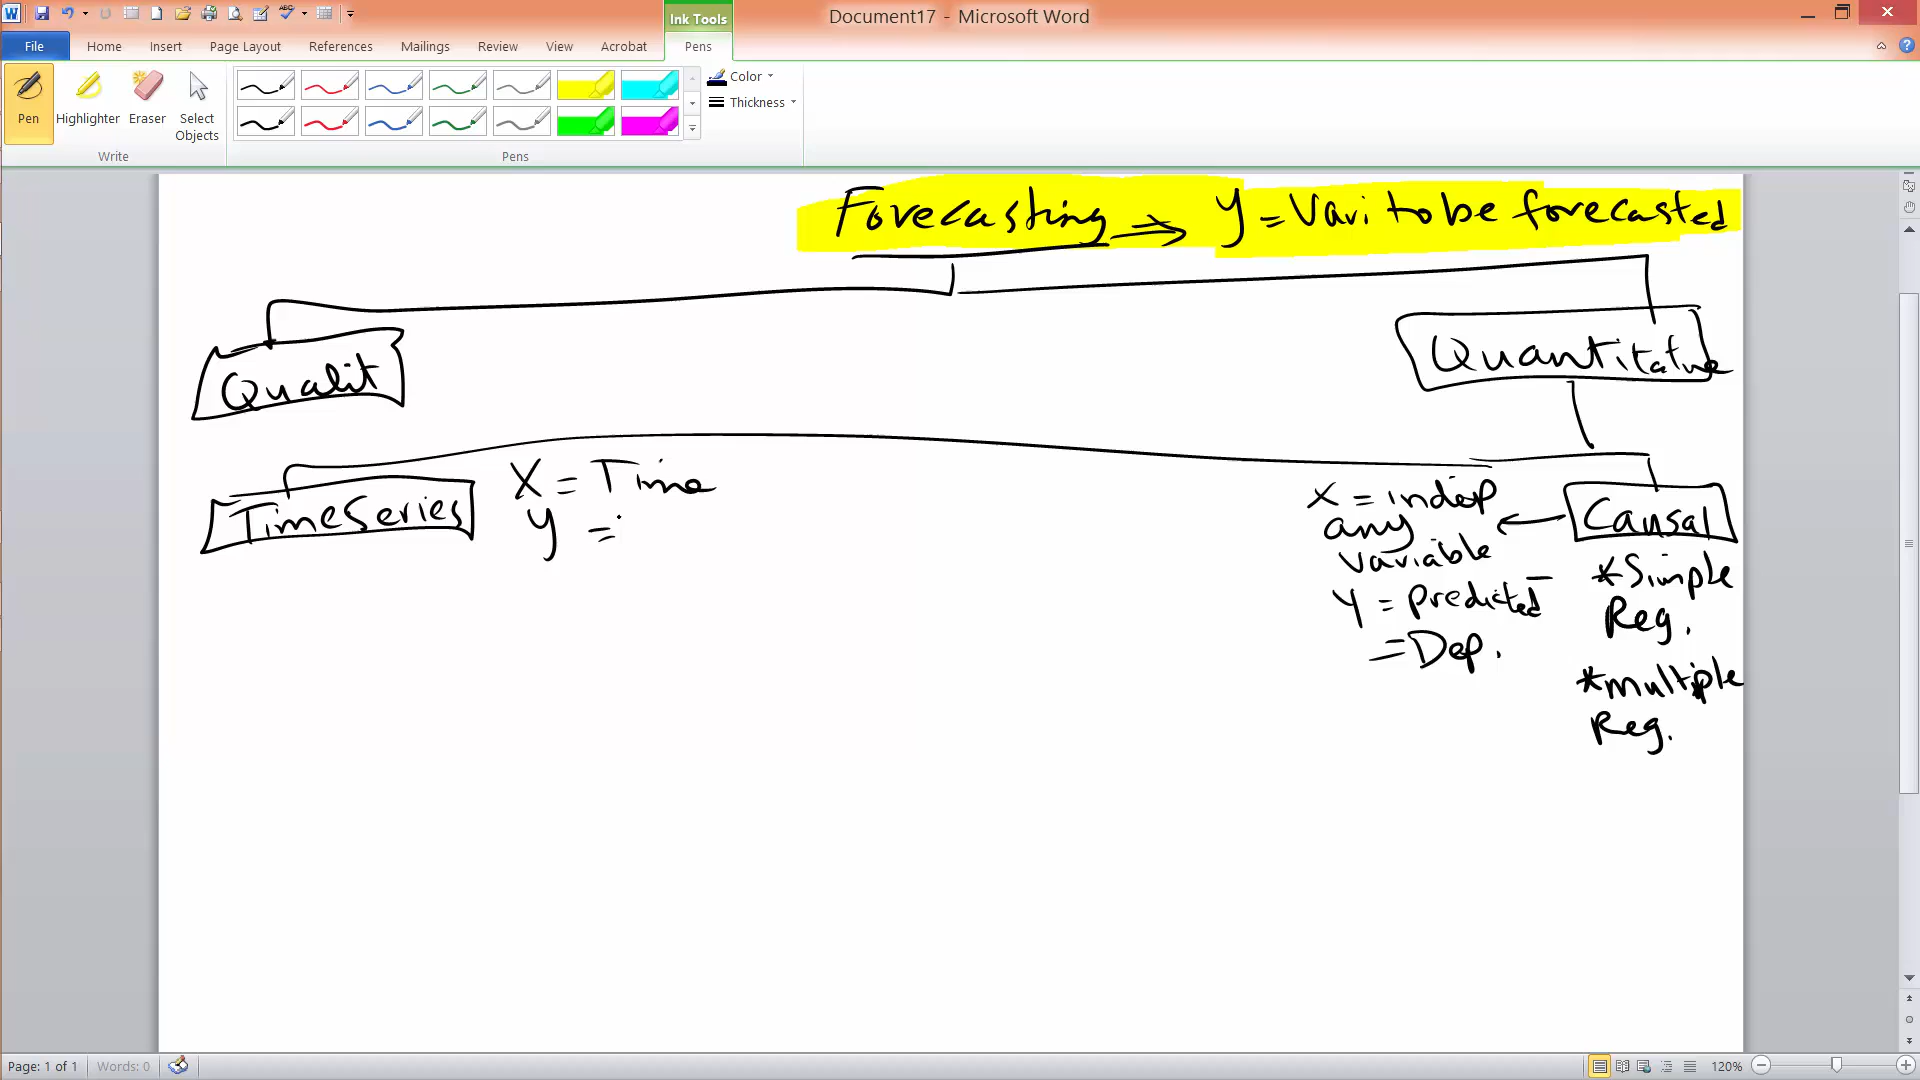 Document17 - Microsoft Word
Ink Tools
File Home Insert Page Layout References Mailings Review View Acrobat Pens
Pen Highlighter Eraser Select Objects
Color
Thickness
Write Pens
Forecasting ⇒ Y = Vari to be forecasted
Qualit Quantitative
Time Series X = Time
Y =
Causal
X = indep
any
variable
Y = predicted
= Dep.
*Simple
Reg.
*multiple
Reg.
Page: 1 of 1 Words: 0 120%